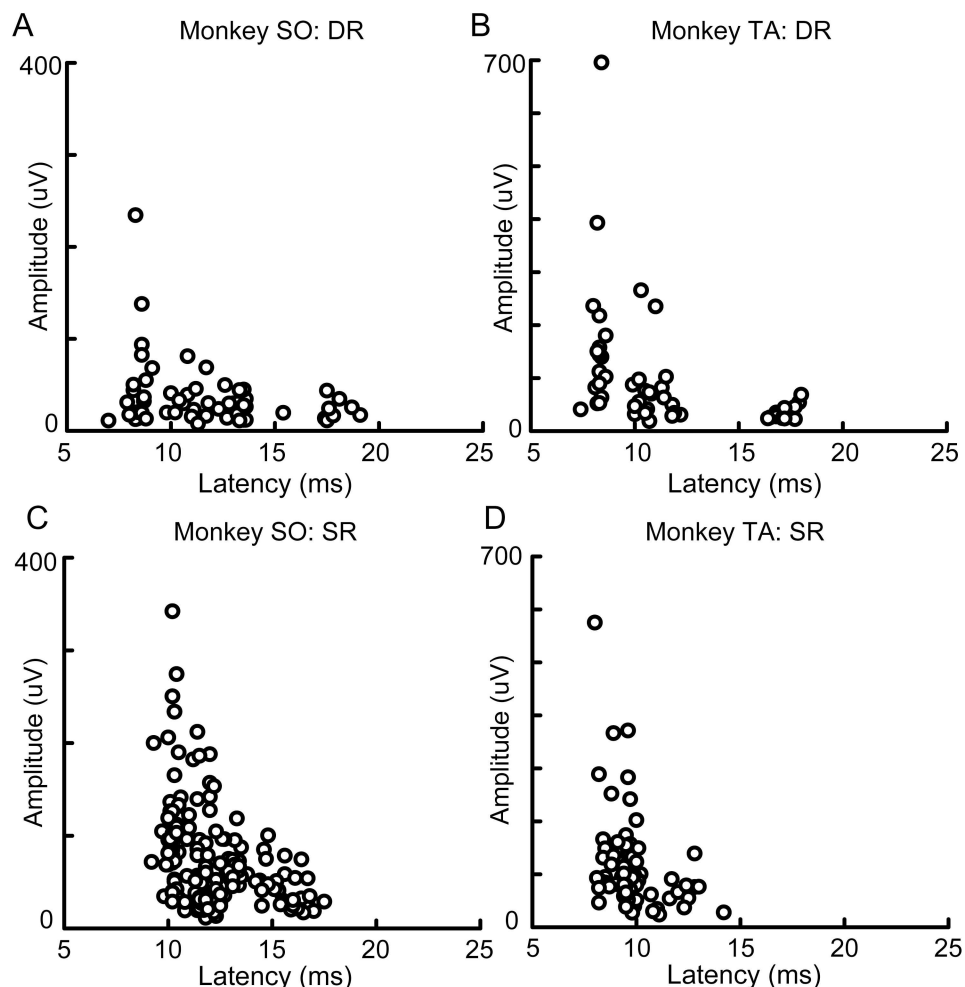 A
Monkey SO: DR
400
Amplitude (uV)
0
5 10 15 20 25
Latency (ms)
B
Monkey TA: DR
700
Amplitude (uV)
0
5 10 15 20 25
Latency (ms)
C
Monkey SO: SR
400
Amplitude (uV)
0
5 10 15 20 25
Latency (ms)
D
Monkey TA: SR
700
Amplitude (uV)
0
5 10 15 20 25
Latency (ms)